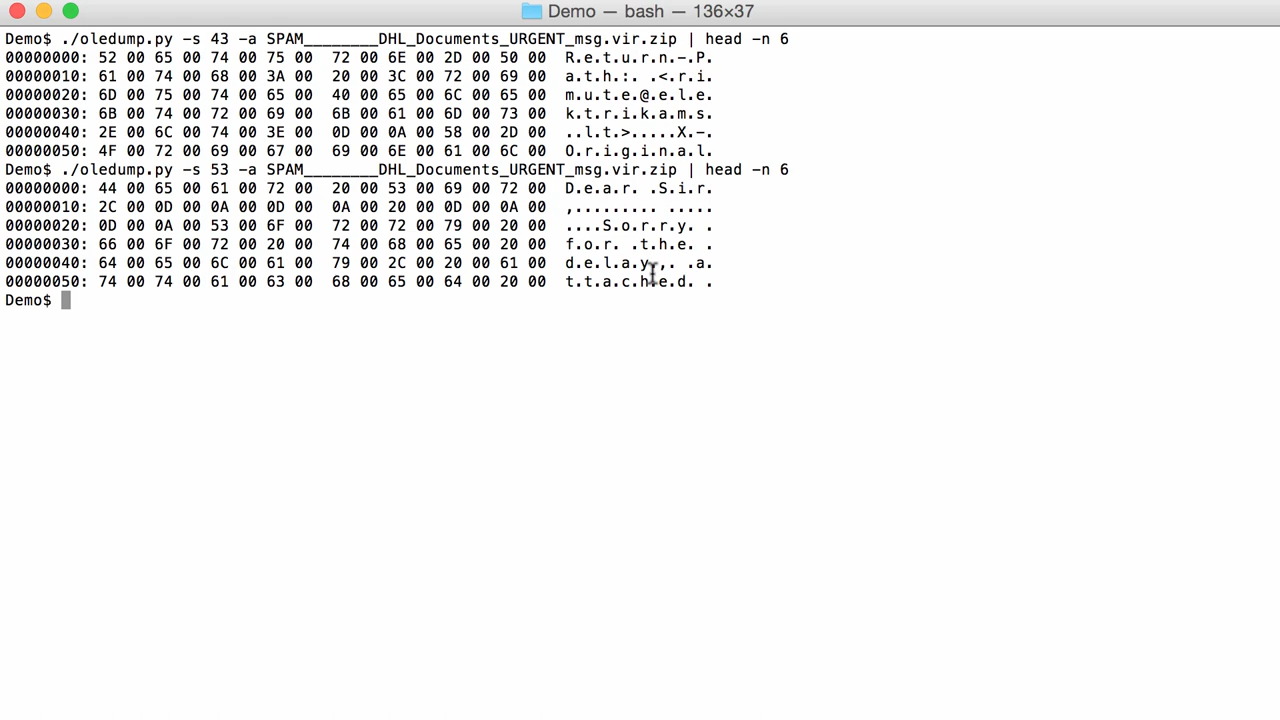 Demo — bash — 136×37
Demo$ ./oledump.py -s 43 -a SPAM________DHL_Documents_URGENT_msg.vir.zip | head -n 6
00000000: 52 00 65 00 74 00 75 00  72 00 6E 00 2D 00 50 00  R.e.t.u.r.n.-.P.
00000010: 61 00 74 00 68 00 3A 00  20 00 3C 00 72 00 69 00  a.t.h.:. .<.r.i.
00000020: 6D 00 75 00 74 00 65 00  40 00 65 00 6C 00 65 00  m.u.t.e.@.e.l.e.
00000030: 6B 00 74 00 72 00 69 00  6B 00 61 00 6D 00 73 00  k.t.r.i.k.a.m.s.
00000040: 2E 00 6C 00 74 00 3E 00  0D 00 0A 00 58 00 2D 00  ..l.t.>.....X.-.
00000050: 4F 00 72 00 69 00 67 00  69 00 6E 00 61 00 6C 00  O.r.i.g.i.n.a.l.
Demo$ ./oledump.py -s 53 -a SPAM________DHL_Documents_URGENT_msg.vir.zip | head -n 6
00000000: 44 00 65 00 61 00 72 00  20 00 53 00 69 00 72 00  D.e.a.r. .S.i.r.
00000010: 2C 00 0D 00 0A 00 0D 00  0A 00 20 00 0D 00 0A 00  ,......... .....
00000020: 0D 00 0A 00 53 00 6F 00  72 00 72 00 79 00 20 00  ....S.o.r.r.y. .
00000030: 66 00 6F 00 72 00 20 00  74 00 68 00 65 00 20 00  f.o.r. .t.h.e. .
00000040: 64 00 65 00 6C 00 61 00  79 00 2C 00 20 00 61 00  d.e.l.a.y.,. .a.
00000050: 74 00 74 00 61 00 63 00  68 00 65 00 64 00 20 00  t.t.a.c.h.e.d. .
Demo$